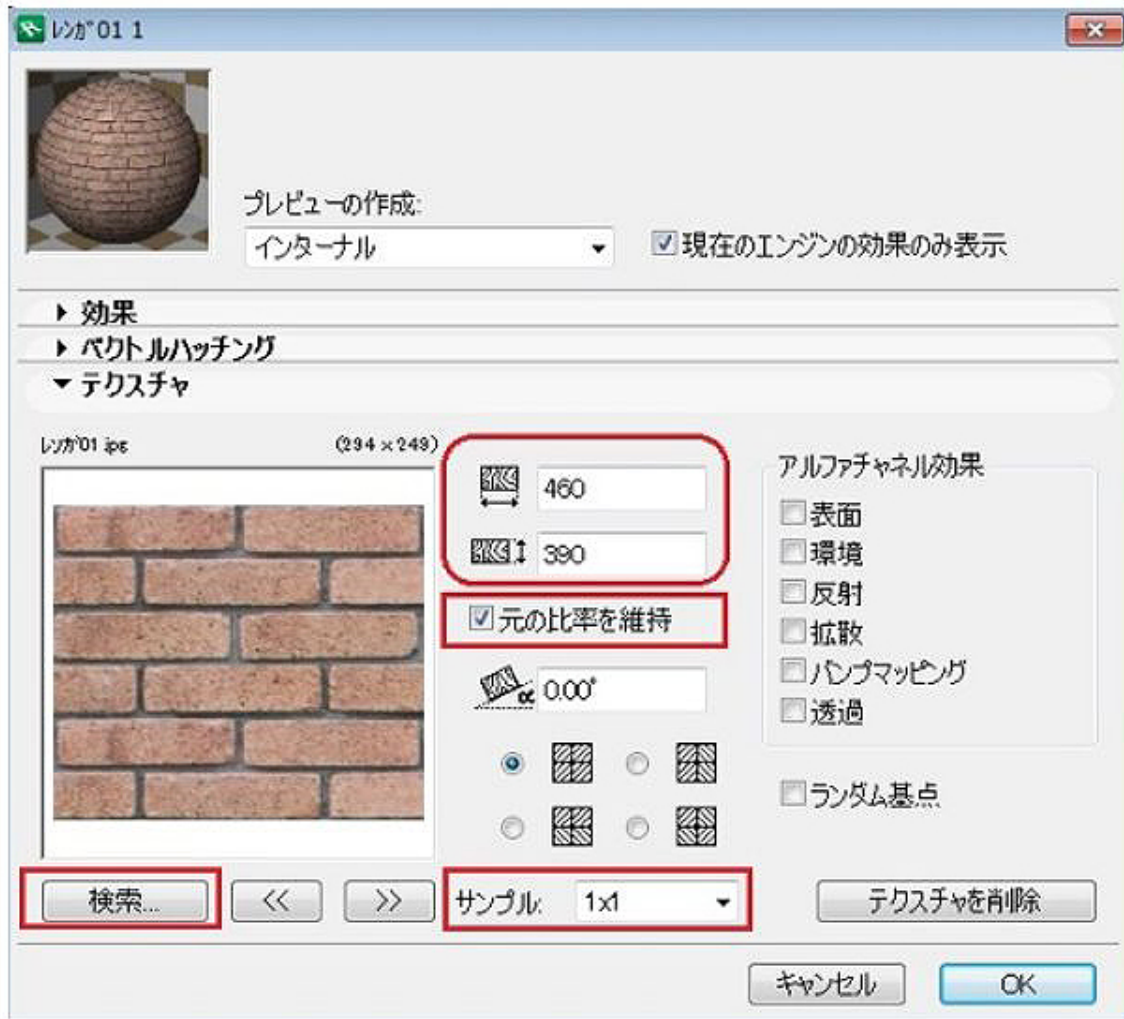 ﾚﾝｶﾞ01 1
プレビューの作成:
インターナル
現在のエンジンの効果のみ表示
効果
ベクトルハッチング
テクスチャ
ﾚﾝｶﾞ01.jpg (294 x 249)
460
390
元の比率を維持
α 0.00°
アルファチャネル効果
表面
環境
反射
拡散
バンプマッピング
透過
ランダム基点
検索... << >> サンプル: 1x1 テクスチャを削除
キャンセル OK